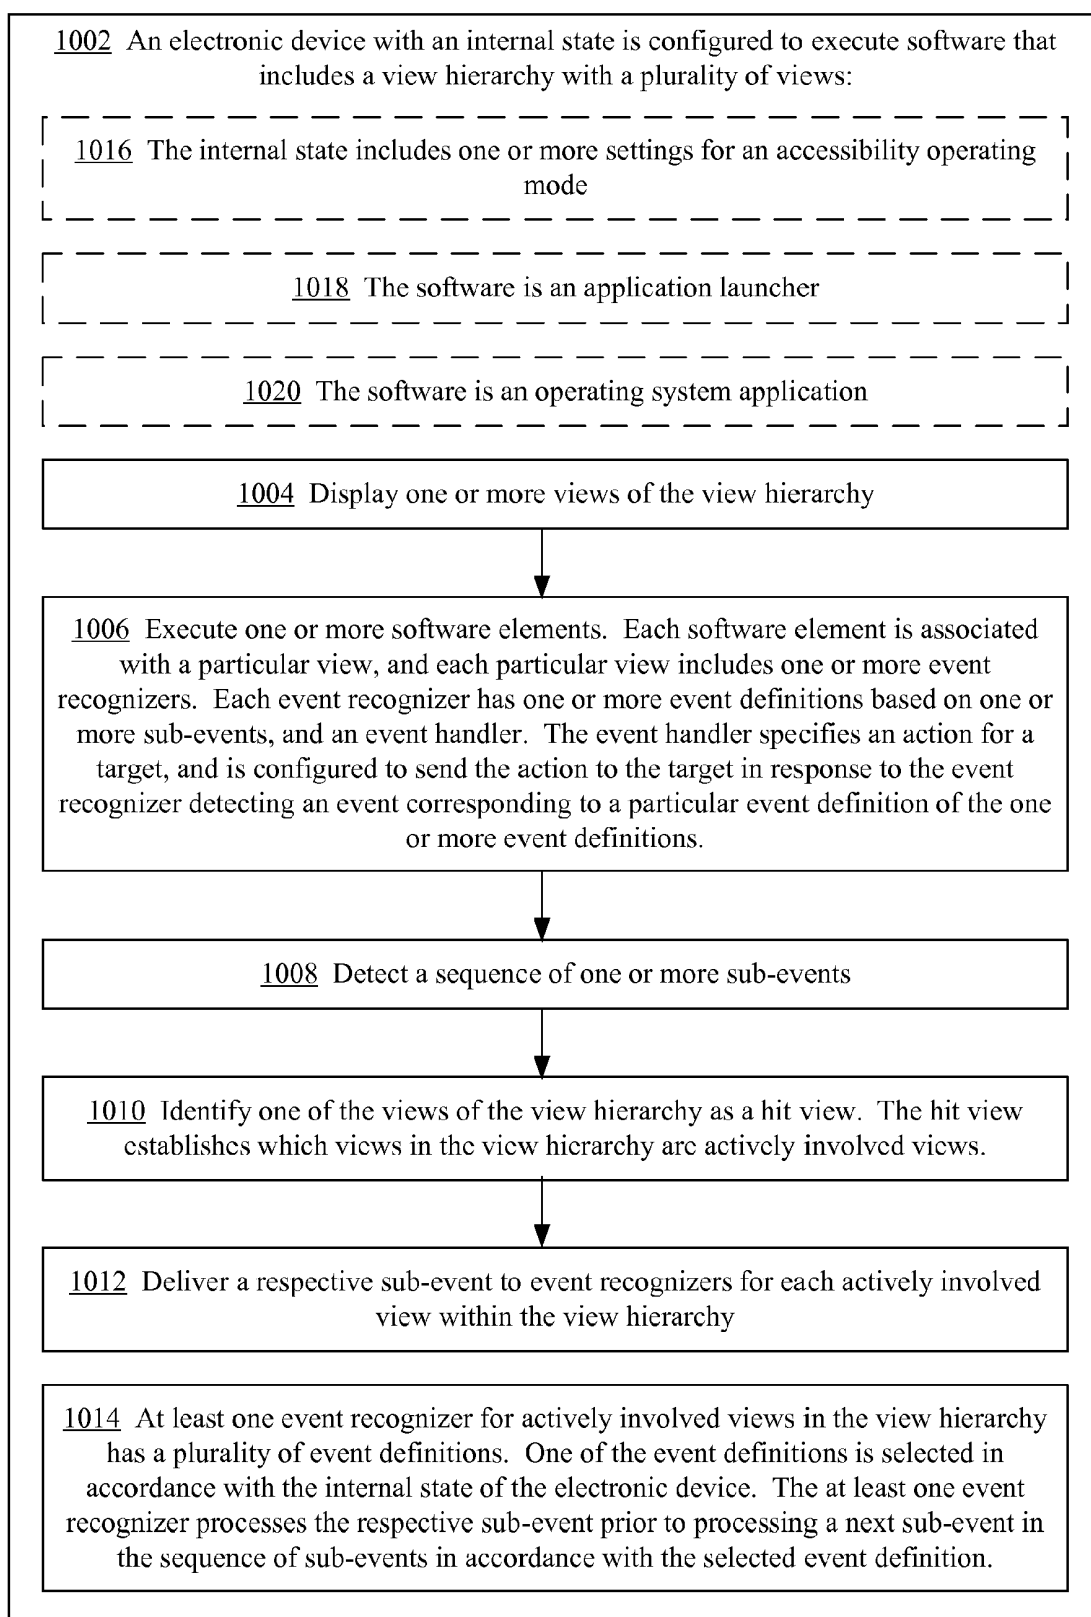 1002 An electronic device with an internal state is configured to execute software that
includes a view hierarchy with a plurality of views:
1016 The internal state includes one or more settings for an accessibility operating
mode
1018 The software is an application launcher
1020 The software is an operating system application
1004 Display one or more views of the view hierarchy
1006 Execute one or more software elements. Each software element is associated
with a particular view, and each particular view includes one or more event
recognizers. Each event recognizer has one or more event definitions based on one or
more sub-events, and an event handler. The event handler specifies an action for a
target, and is configured to send the action to the target in response to the event
recognizer detecting an event corresponding to a particular event definition of the one
or more event definitions.
1008 Detect a sequence of one or more sub-events
1010 Identify one of the views of the view hierarchy as a hit view. The hit view
establishes which views in the view hierarchy are actively involved views.
1012 Deliver a respective sub-event to event recognizers for each actively involved
view within the view hierarchy
1014 At least one event recognizer for actively involved views in the view hierarchy
has a plurality of event definitions. One of the event definitions is selected in
accordance with the internal state of the electronic device. The at least one event
recognizer processes the respective sub-event prior to processing a next sub-event in
the sequence of sub-events in accordance with the selected event definition.